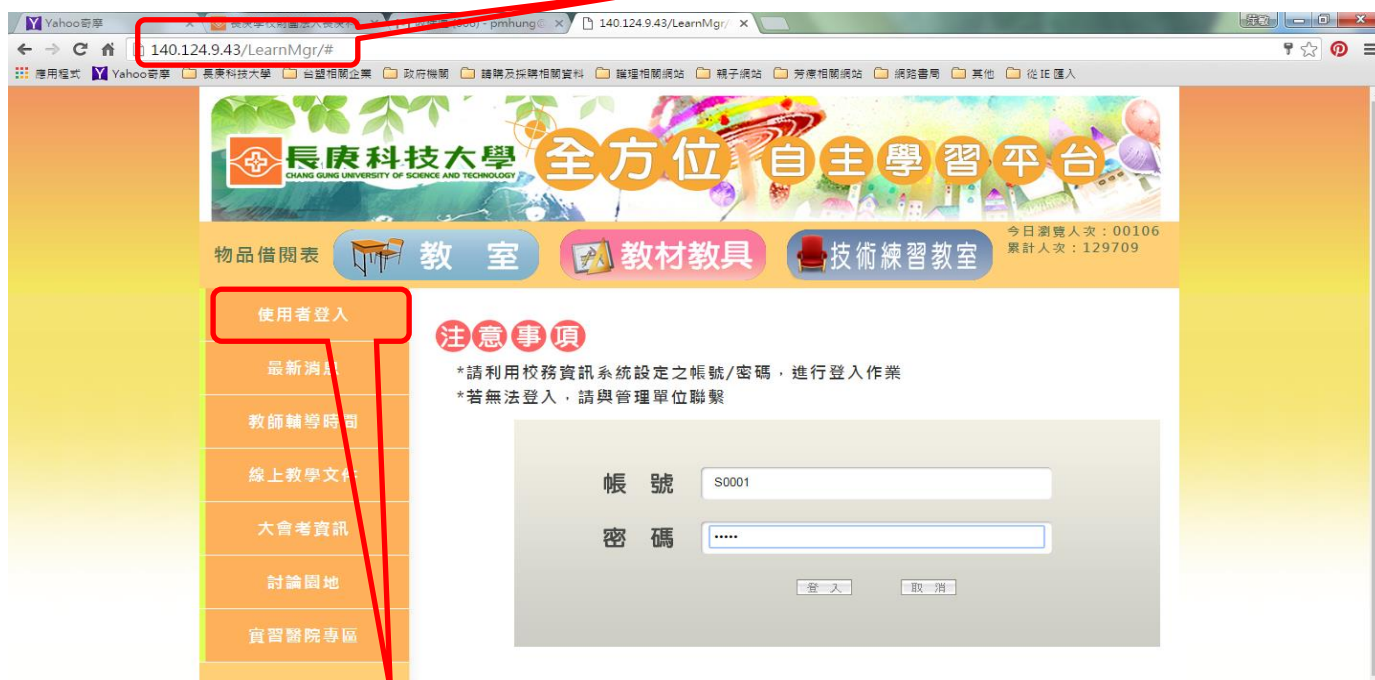 Yahoo奇摩
pmhung@
140.124.9.43/LearnMgr/
140.124.9.43/LearnMgr/#
應用程式 Yahoo奇摩 長庚科技大學 台塑相關企業 政府機關 請購及採購相關資料 護理相關網站 親子網站 芳療相關網站 網路書局 其他 從 IE 匯入
長庚科技大學
CHANG GUNG UNIVERSITY OF SCIENCE AND TECHNOLOGY
全方位自主學習平台
物品借閱表 教室 教材教具 技術練習教室
今日瀏覽人次:00106
累計人次:129709
使用者登入
最新消息
教師輔導時間
線上教學文件
大會考資訊
討論園地
實習醫院專區
注意事項
*請利用校務資訊系統設定之帳號/密碼,進行登入作業
*若無法登入,請與管理單位聯繫
帳號 S0001
密碼 •••••
登入 取消